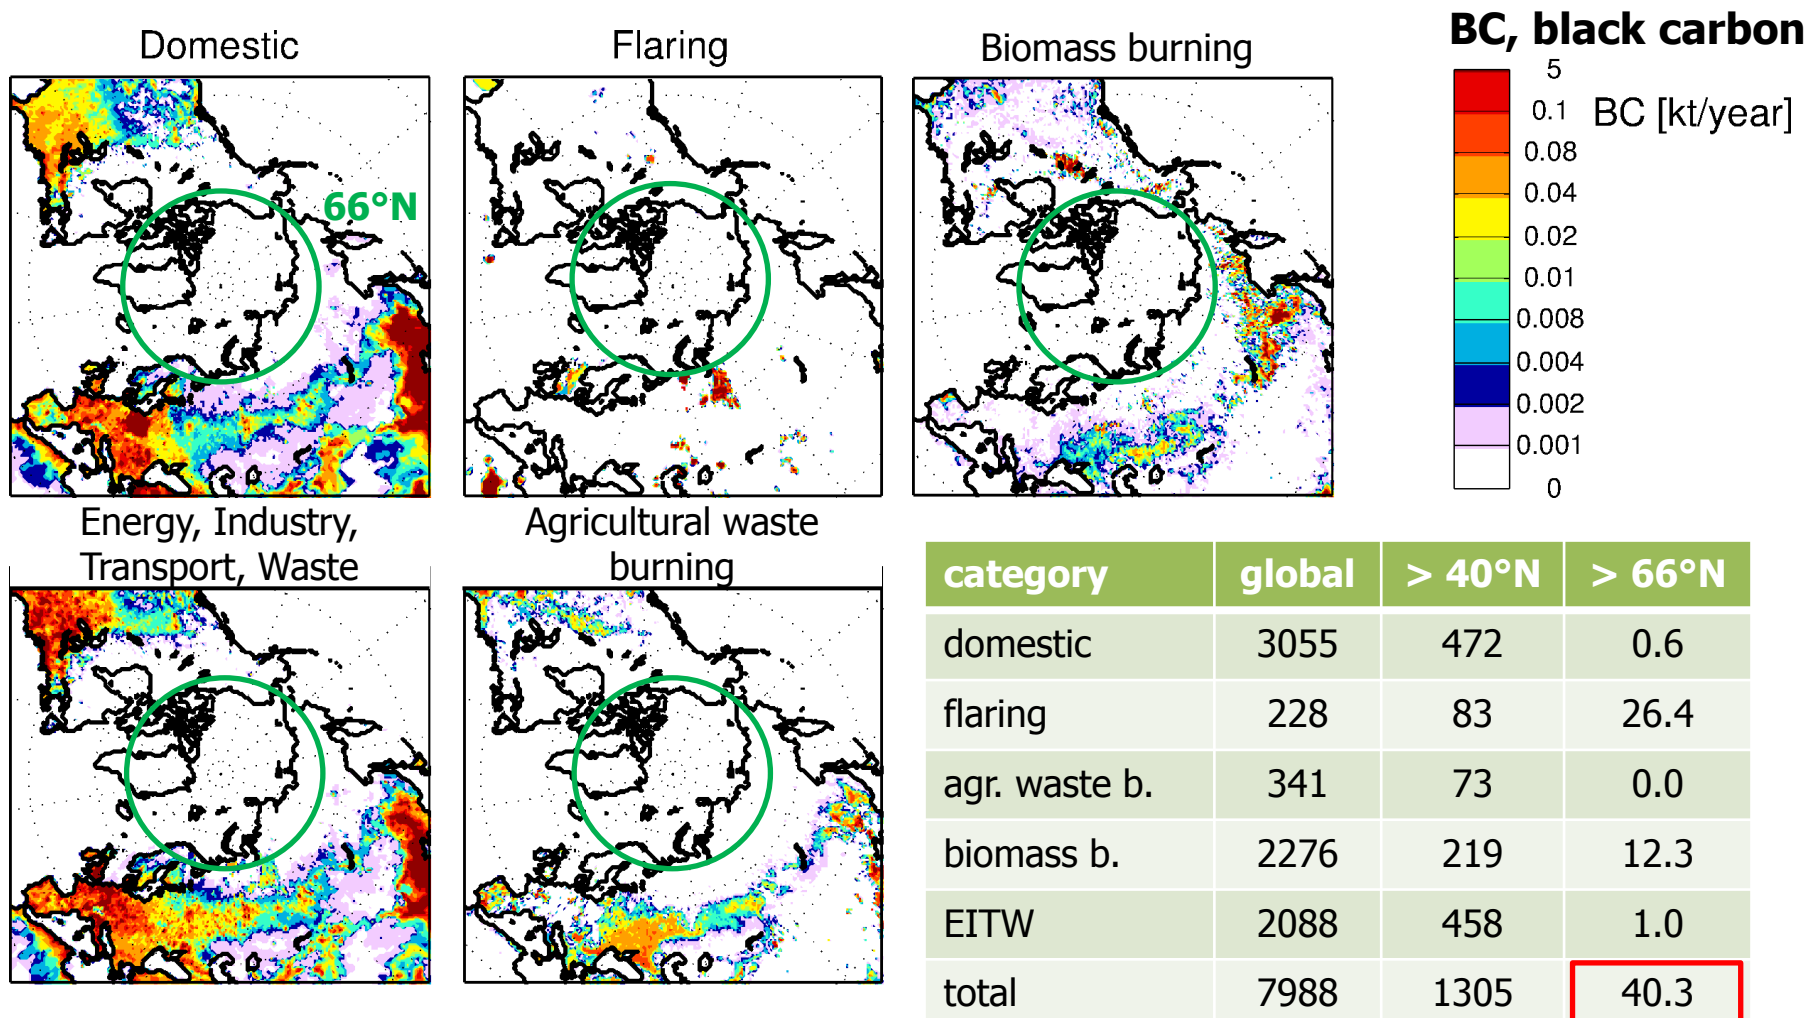 Domestic
Flaring
Biomass burning
BC, black carbon
66°N
5
0.1
BC [kt/year]
0.08
0.04
0.02
0.01
0.008
0.004
0.002
0.001
0
Energy, Industry,
Transport, Waste
Agricultural waste
burning
category global > 40°N > 66°N
domestic 3055 472 0.6
flaring 228 83 26.4
agr. waste b. 341 73 0.0
biomass b. 2276 219 12.3
EITW 2088 458 1.0
total 7988 1305 40.3